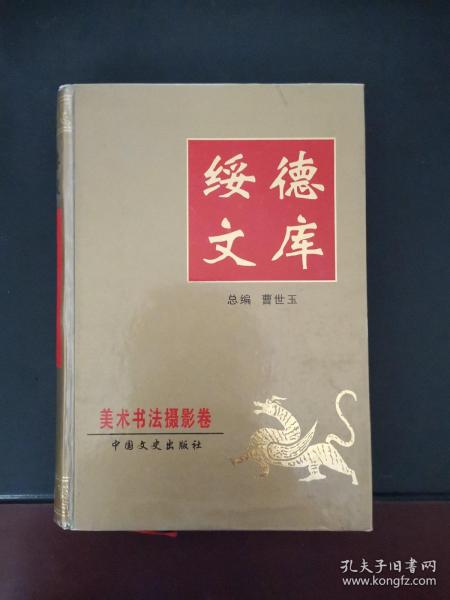 绥德
文库
总编 曹世玉
美术书法摄影卷
中国文史出版社
孔夫子旧书网
www.kongfz.com